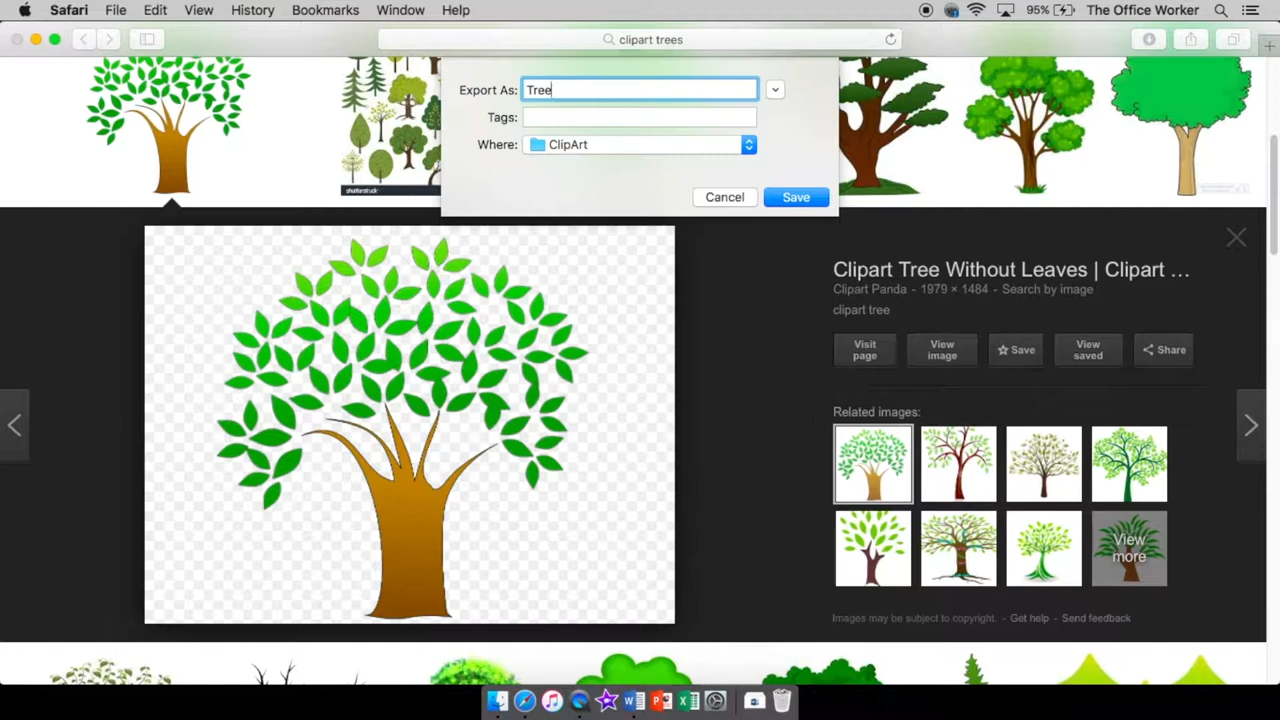 Safari File Edit View History Bookmarks Window Help 95% The Office Worker
clipart trees
Export As: Tree
Tags:
Where: ClipArt
Cancel Save
shutterstock
Clipart Tree Without Leaves | Clipart ...
Clipart Panda - 1979 × 1484 - Search by image
clipart tree
Visit page
View image
Save
View saved
Share
Related images:
View more
Images may be subject to copyright. - Get help - Send feedback